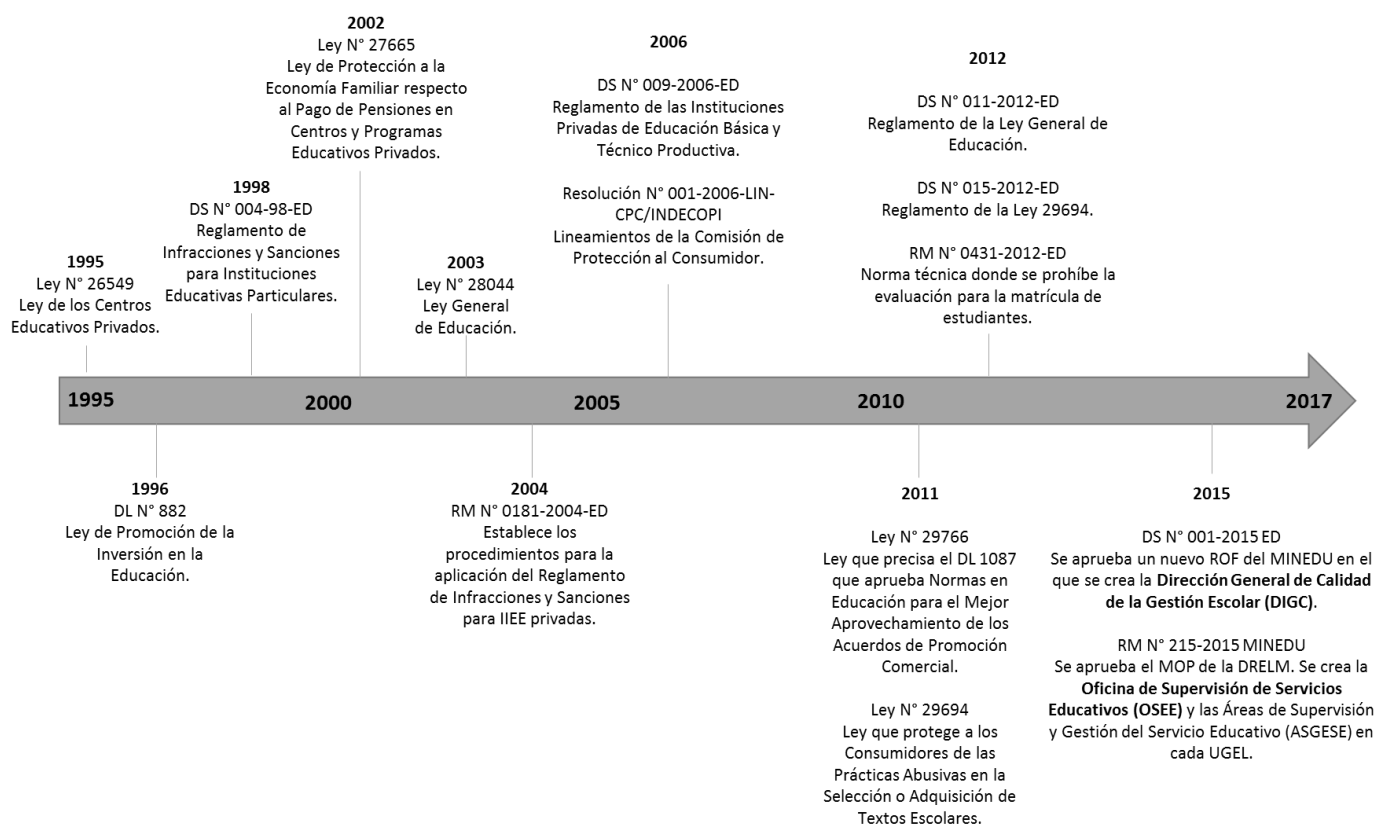 1995
Ley N° 26549
Ley de los Centros
Educativos Privados.
1998
DS N° 004-98-ED
Reglamento de
Infracciones y Sanciones
para Instituciones
Educativas Particulares.
2002
Ley N° 27665
Ley de Protección a la
Economía Familiar respecto
al Pago de Pensiones en
Centros y Programas
Educativos Privados.
2003
Ley N° 28044
Ley General
de Educación.
2006
DS N° 009-2006-ED
Reglamento de las Instituciones
Privadas de Educación Básica y
Técnico Productiva.
Resolución N° 001-2006-LIN-
CPC/INDECOPI
Lineamientos de la Comisión de
Protección al Consumidor.
2012
DS N° 011-2012-ED
Reglamento de la Ley General de
Educación.
DS N° 015-2012-ED
Reglamento de la Ley 29694.
RM N° 0431-2012-ED
Norma técnica donde se prohíbe la
evaluación para la matrícula de
estudiantes.
1995 2000 2005 2010 2017
1996
DL N° 882
Ley de Promoción de la
Inversión en la
Educación.
2004
RM N° 0181-2004-ED
Establece los
procedimientos para la
aplicación del Reglamento
de Infracciones y Sanciones
para IIEE privadas.
2011
Ley N° 29766
Ley que precisa el DL 1087
que aprueba Normas en
Educación para el Mejor
Aprovechamiento de los
Acuerdos de Promoción
Comercial.
Ley N° 29694
Ley que protege a los
Consumidores de las
Prácticas Abusivas en la
Selección o Adquisición de
Textos Escolares.
2015
DS N° 001-2015 ED
Se aprueba un nuevo ROF del MINEDU en el
que se crea la Dirección General de Calidad
de la Gestión Escolar (DIGC).
RM N° 215-2015 MINEDU
Se aprueba el MOP de la DRELM. Se crea la
Oficina de Supervisión de Servicios
Educativos (OSEE) y las Áreas de Supervisión
y Gestión del Servicio Educativo (ASGESE) en
cada UGEL.